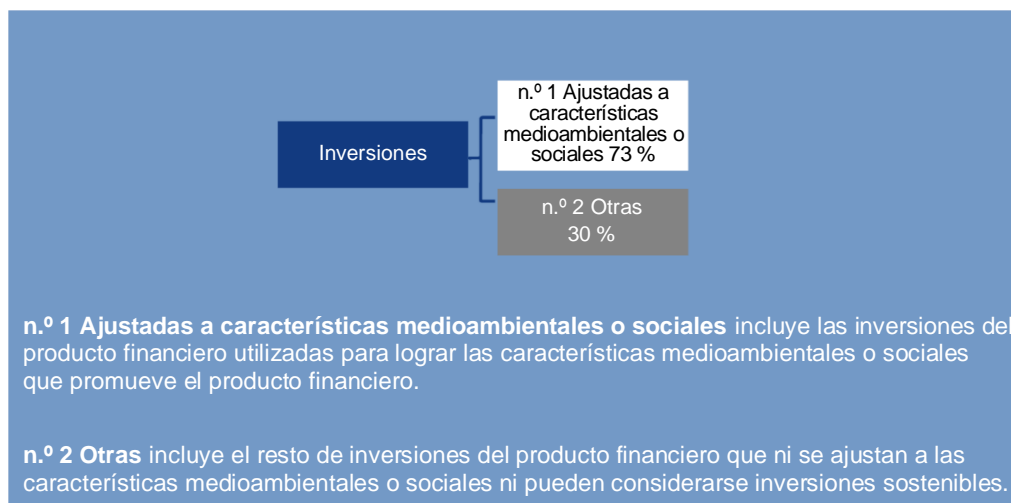 n.º 1 Ajustadas a
características
medioambientales o
sociales 73 %
Inversiones
n.º 2 Otras
30 %
n.º 1 Ajustadas a características medioambientales o sociales incluye las inversiones del
producto financiero utilizadas para lograr las características medioambientales o sociales
que promueve el producto financiero.
n.º 2 Otras incluye el resto de inversiones del producto financiero que ni se ajustan a las
características medioambientales o sociales ni pueden considerarse inversiones sostenibles.